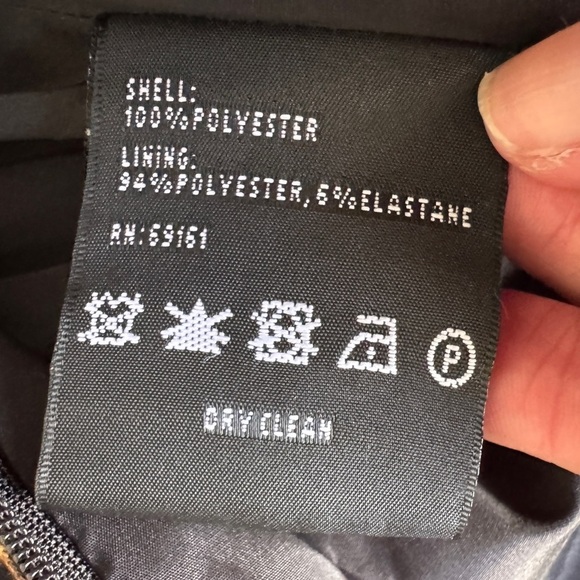 SHELL:
100%POLYESTER
LINING:
94%POLYESTER,6%ELASTANE
RN:69161
P
DRY CLEAN